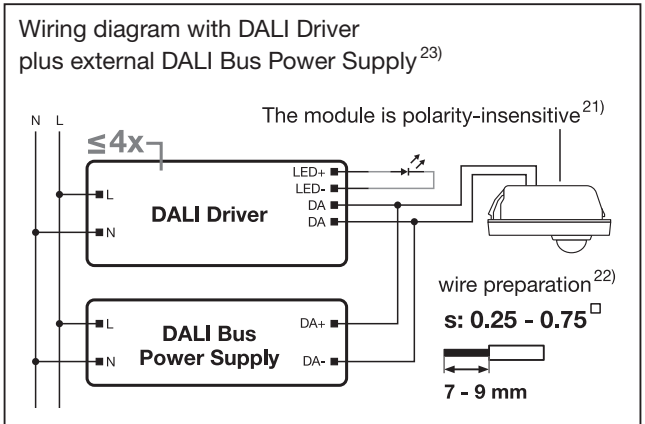 Wiring diagram with DALI Driver
plus external DALI Bus Power Supply 23)
N L
The module is polarity-insensitive 21)
≤4x
LED+
LED-
L
DALI Driver
DA
N
DA
wire preparation 22)
s: 0.25 - 0.75 □
L
DALI Bus
Power Supply
DA+
N
DA-
7 - 9 mm